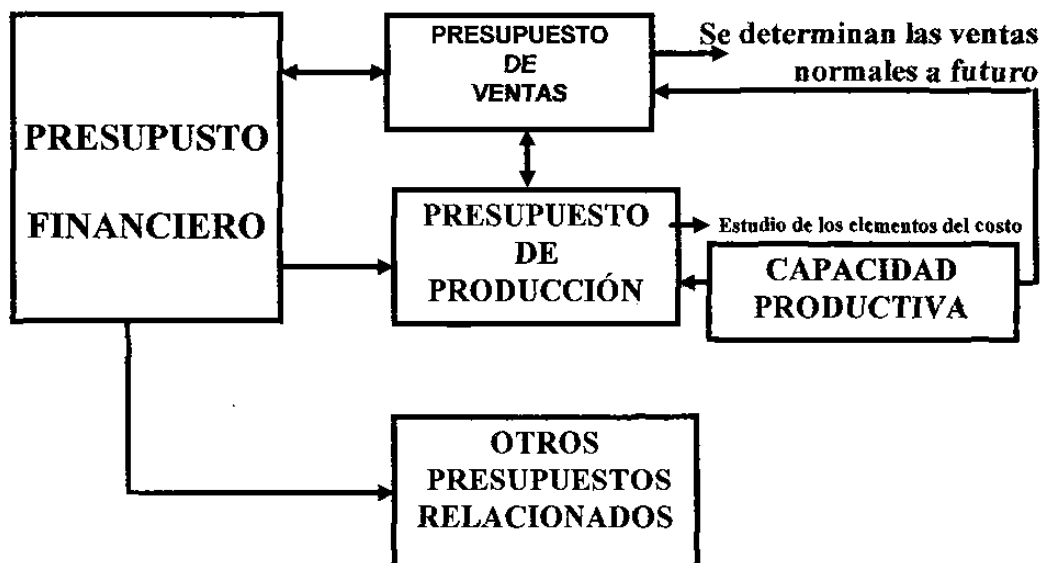 PRESUPUSTO
FINANCIERO
PRESUPUESTO
DE
VENTAS
Se determinan las ventas
normales a futuro
PRESUPUESTO
DE
PRODUCCIÓN
Estudio de los elementos del costo
CAPACIDAD
PRODUCTIVA
OTROS
PRESUPUESTOS
RELACIONADOS